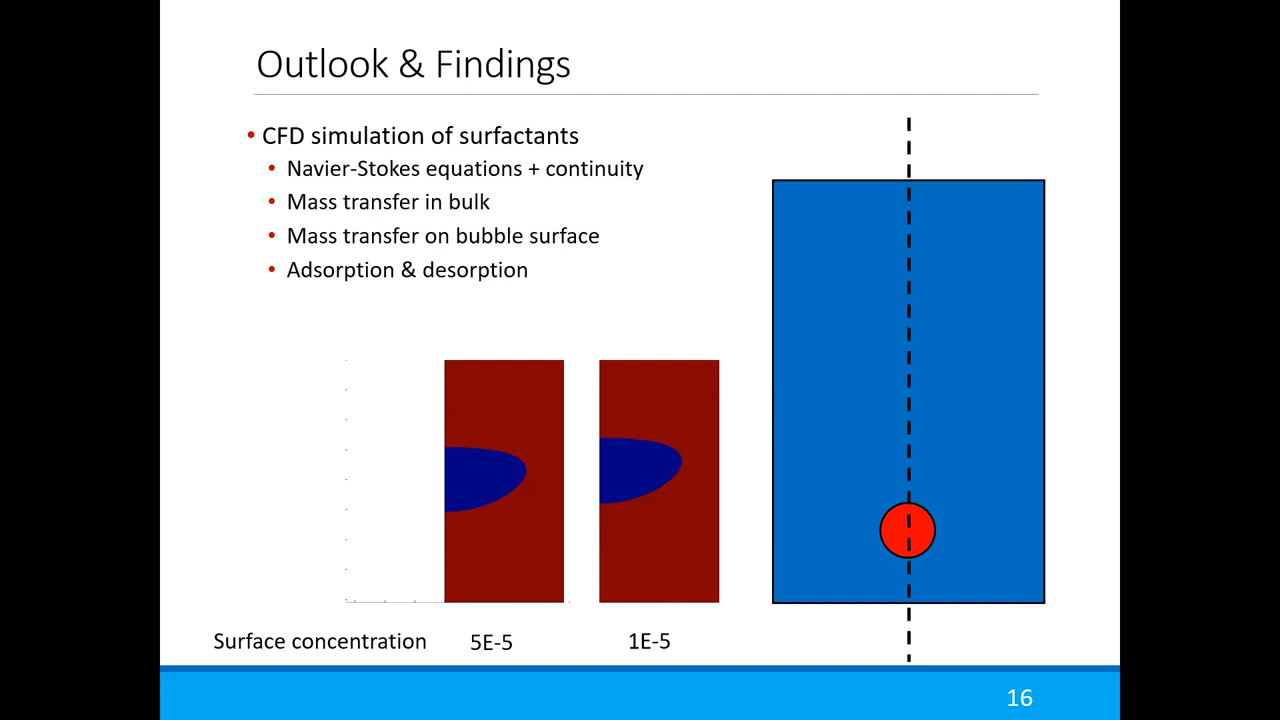 Outlook & Findings
• CFD simulation of surfactants
• Navier-Stokes equations + continuity
• Mass transfer in bulk
• Mass transfer on bubble surface
• Adsorption & desorption
Surface concentration 5E-5 1E-5
16